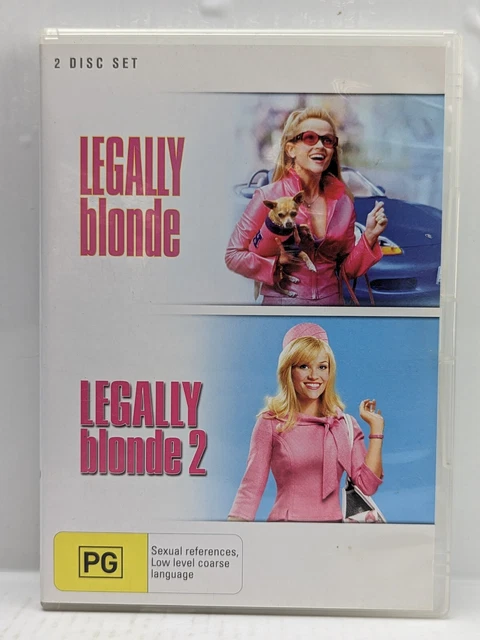 2 DISC SET
LEGALLY
blonde
LEGALLY
blonde 2
PG
Sexual references,
Low level coarse
language